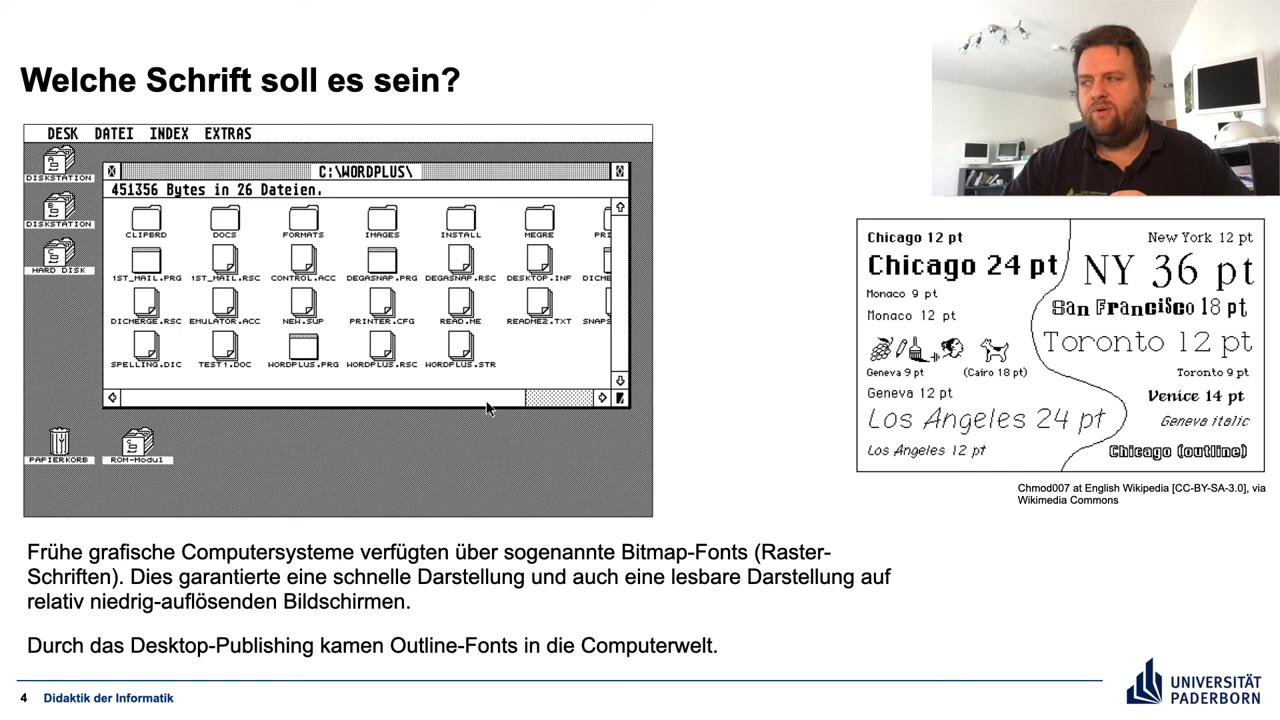 Welche Schrift soll es sein?
DESK DATEI INDEX EXTRAS
DISKSTATION
DISKSTATION
HARD DISK
C:\WORDPLUS\
451356 Bytes in 26 Dateien.
CLIPBRD DOCS FORMATS IMAGES INSTALL MEGRE PRI
1ST_MAIL.PRG 1ST_MAIL.RSC CONTROL.ACC DEGASNAP.PRG DEGASNAP.RSC DESKTOP.INF DICME
DICMERGE.RSC EMULATOR.ACC NEW.SUP PRINTER.CFG READ.ME README2.TXT SNAPS
SPELLING.DIC TEST1.DOC WORDPLUS.PRG WORDPLUS.RSC WORDPLUS.STR
PAPIERKORB ROM-Modul
Chicago 12 pt
Chicago 24 pt
Monaco 9 pt
Monaco 12 pt
Geneva 9 pt (Cairo 18 pt)
Geneva 12 pt
Los Angeles 24 pt
Los Angeles 12 pt
New York 12 pt
NY 36 pt
San Francisco 18 pt
Toronto 12 pt
Toronto 9 pt
Venice 14 pt
Geneva italic
Chicago (outline)
Chmod007 at English Wikipedia [CC-BY-SA-3.0], via
Wikimedia Commons
Frühe grafische Computersysteme verfügten über sogenannte Bitmap-Fonts (Raster-
Schriften). Dies garantierte eine schnelle Darstellung und auch eine lesbare Darstellung auf
relativ niedrig-auflösenden Bildschirmen.
Durch das Desktop-Publishing kamen Outline-Fonts in die Computerwelt.
4 Didaktik der Informatik
UNIVERSITÄT
PADERBORN